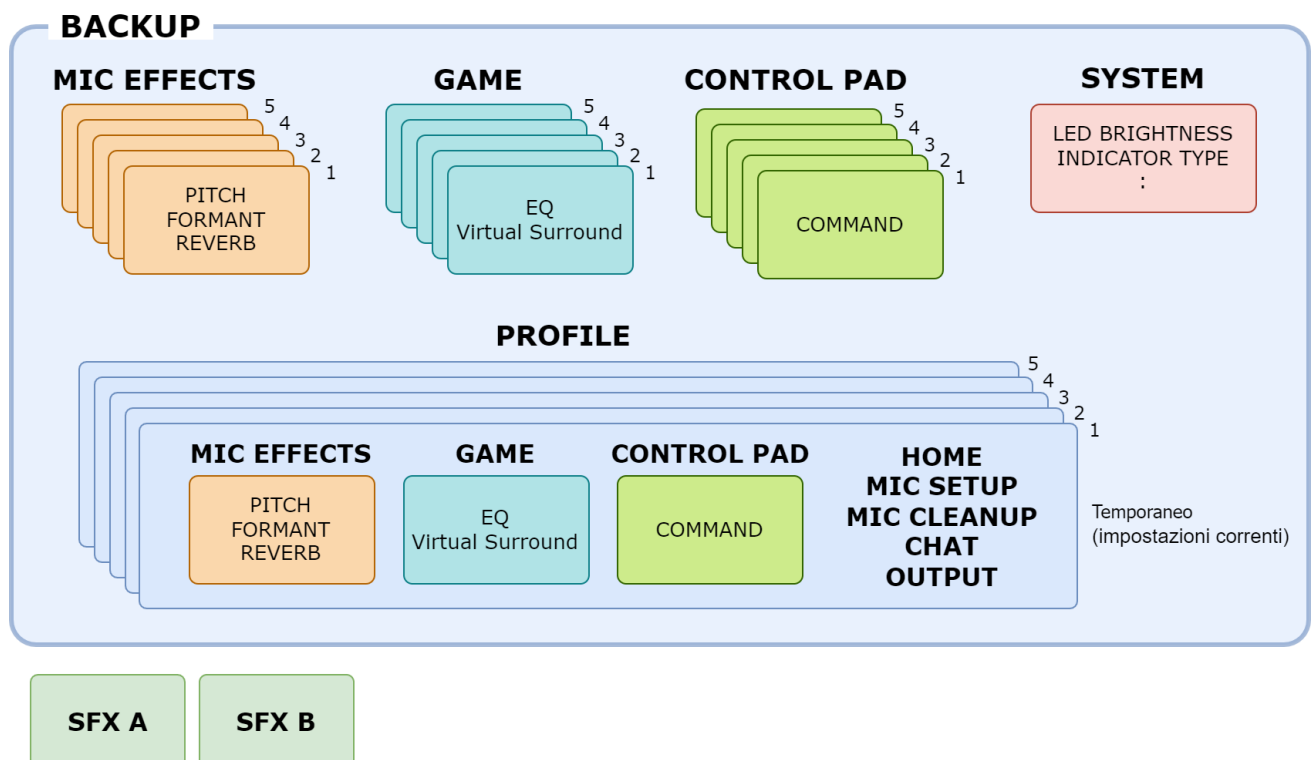 BACKUP
MIC EFFECTS
5
4
3
2
1
PITCH
FORMANT
REVERB
GAME
5
4
3
2
1
EQ
Virtual Surround
CONTROL PAD
5
4
3
2
1
COMMAND
SYSTEM
LED BRIGHTNESS
INDICATOR TYPE
:
PROFILE
5
4
3
2
1
MIC EFFECTS
PITCH
FORMANT
REVERB
GAME
EQ
Virtual Surround
CONTROL PAD
COMMAND
HOME
MIC SETUP
MIC CLEANUP
CHAT
OUTPUT
Temporaneo
(impostazioni correnti)
SFX A
SFX B